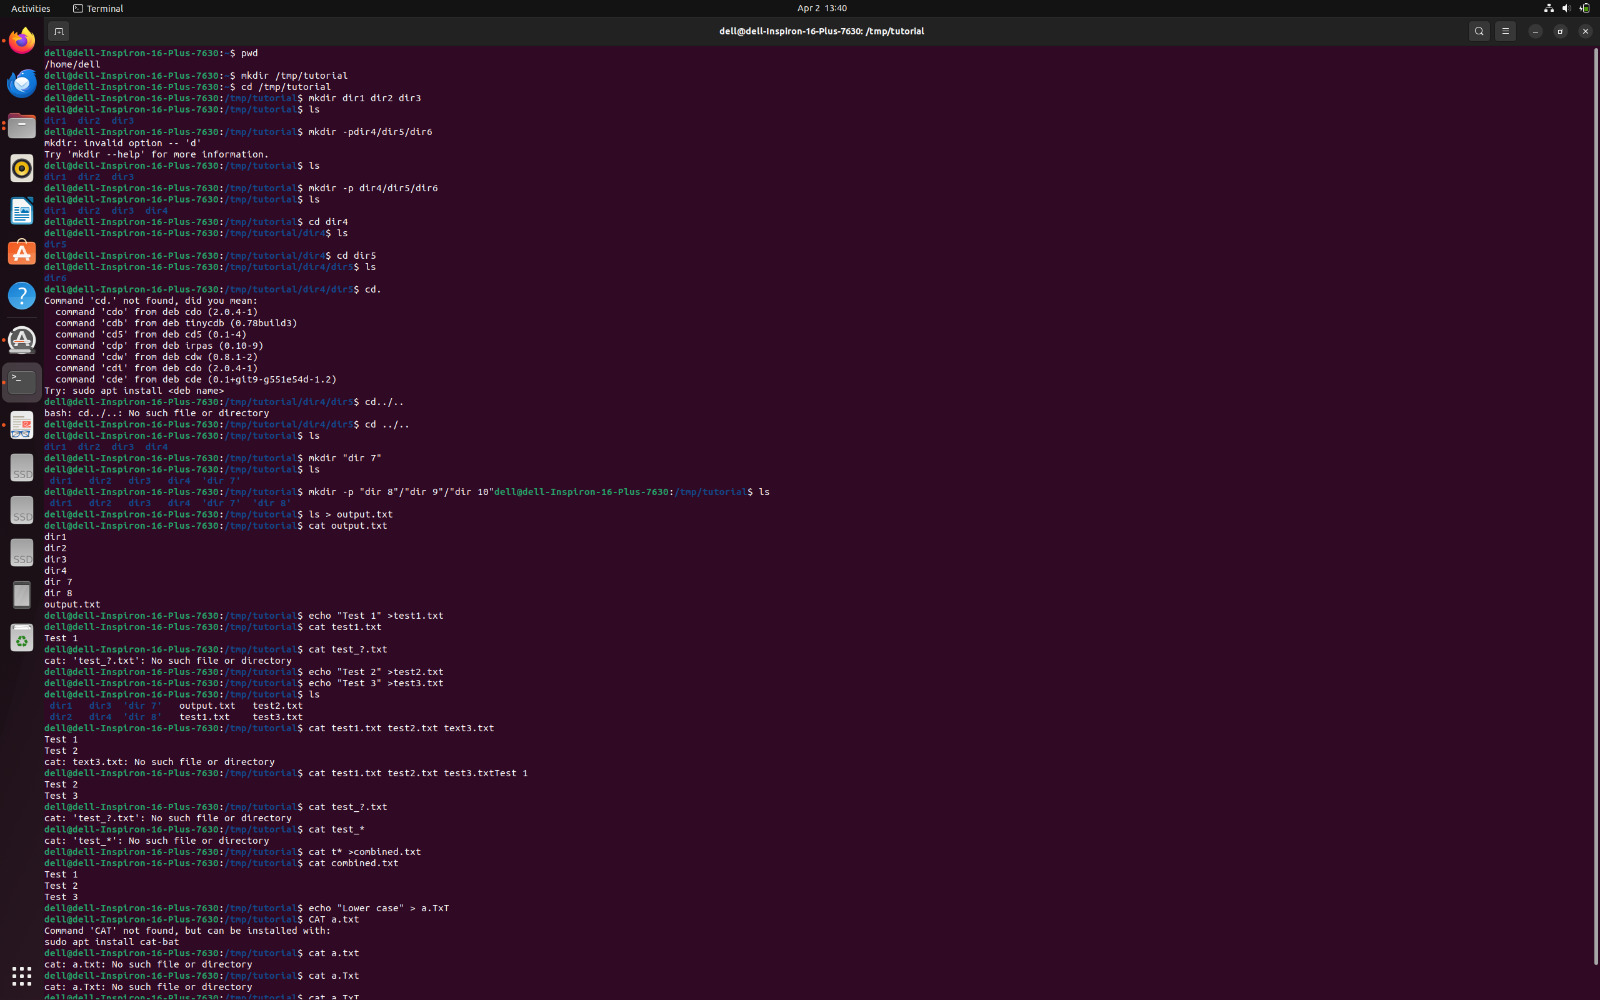 Activities Terminal Apr 2 13:40
dell@dell-Inspiron-16-Plus-7630: /tmp/tutorial
dell@dell-Inspiron-16-Plus-7630:~$ pwd
/home/dell
dell@dell-Inspiron-16-Plus-7630:~$ mkdir /tmp/tutorial
dell@dell-Inspiron-16-Plus-7630:~$ cd /tmp/tutorial
dell@dell-Inspiron-16-Plus-7630:/tmp/tutorial$ mkdir dir1 dir2 dir3
dell@dell-Inspiron-16-Plus-7630:/tmp/tutorial$ ls
dir1  dir2  dir3
dell@dell-Inspiron-16-Plus-7630:/tmp/tutorial$ mkdir -pdir4/dir5/dir6
mkdir: invalid option -- 'd'
Try 'mkdir --help' for more information.
dell@dell-Inspiron-16-Plus-7630:/tmp/tutorial$ ls
dir1  dir2  dir3
dell@dell-Inspiron-16-Plus-7630:/tmp/tutorial$ mkdir -p dir4/dir5/dir6
dell@dell-Inspiron-16-Plus-7630:/tmp/tutorial$ ls
dir1  dir2  dir3  dir4
dell@dell-Inspiron-16-Plus-7630:/tmp/tutorial$ cd dir4
dell@dell-Inspiron-16-Plus-7630:/tmp/tutorial/dir4$ ls
dir5
dell@dell-Inspiron-16-Plus-7630:/tmp/tutorial/dir4$ cd dir5
dell@dell-Inspiron-16-Plus-7630:/tmp/tutorial/dir4/dir5$ ls
dir6
dell@dell-Inspiron-16-Plus-7630:/tmp/tutorial/dir4/dir5$ cd.
Command 'cd.' not found, did you mean:
  command 'cdo' from deb cdo (2.0.4-1)
  command 'cdb' from deb tinycdb (0.78build3)
  command 'cd5' from deb cd5 (0.1-4)
  command 'cdp' from deb irpas (0.10-9)
  command 'cdw' from deb cdw (0.8.1-2)
  command 'cdi' from deb cdo (2.0.4-1)
  command 'cde' from deb cde (0.1+git9-g551e54d-1.2)
Try: sudo apt install <deb name>
dell@dell-Inspiron-16-Plus-7630:/tmp/tutorial/dir4/dir5$ cd../..
bash: cd../..: No such file or directory
dell@dell-Inspiron-16-Plus-7630:/tmp/tutorial/dir4/dir5$ cd ../..
dell@dell-Inspiron-16-Plus-7630:/tmp/tutorial$ ls
dir1  dir2  dir3  dir4
dell@dell-Inspiron-16-Plus-7630:/tmp/tutorial$ mkdir "dir 7"
dell@dell-Inspiron-16-Plus-7630:/tmp/tutorial$ ls
dir1  dir2  dir3  dir4  'dir 7'
dell@dell-Inspiron-16-Plus-7630:/tmp/tutorial$ mkdir -p "dir 8"/"dir 9"/"dir 10"dell@dell-Inspiron-16-Plus-7630:/tmp/tutorial$ ls
dir1  dir2  dir3  dir4  'dir 7'  'dir 8'
dell@dell-Inspiron-16-Plus-7630:/tmp/tutorial$ ls > output.txt
dell@dell-Inspiron-16-Plus-7630:/tmp/tutorial$ cat output.txt
dir1
dir2
dir3
dir4
dir 7
dir 8
output.txt
dell@dell-Inspiron-16-Plus-7630:/tmp/tutorial$ echo "Test 1" >test1.txt
dell@dell-Inspiron-16-Plus-7630:/tmp/tutorial$ cat test1.txt
Test 1
dell@dell-Inspiron-16-Plus-7630:/tmp/tutorial$ cat test_?.txt
cat: 'test_?.txt': No such file or directory
dell@dell-Inspiron-16-Plus-7630:/tmp/tutorial$ echo "Test 2" >test2.txt
dell@dell-Inspiron-16-Plus-7630:/tmp/tutorial$ echo "Test 3" >test3.txt
dell@dell-Inspiron-16-Plus-7630:/tmp/tutorial$ ls
dir1  dir3  'dir 7'  output.txt  test2.txt
dir2  dir4  'dir 8'  test1.txt  test3.txt
dell@dell-Inspiron-16-Plus-7630:/tmp/tutorial$ cat test1.txt test2.txt text3.txt
Test 1
Test 2
cat: text3.txt: No such file or directory
dell@dell-Inspiron-16-Plus-7630:/tmp/tutorial$ cat test1.txt test2.txt test3.txtTest 1
Test 2
Test 3
dell@dell-Inspiron-16-Plus-7630:/tmp/tutorial$ cat test_?.txt
cat: 'test_?.txt': No such file or directory
dell@dell-Inspiron-16-Plus-7630:/tmp/tutorial$ cat test_*
cat: 'test_*': No such file or directory
dell@dell-Inspiron-16-Plus-7630:/tmp/tutorial$ cat t* >combined.txt
dell@dell-Inspiron-16-Plus-7630:/tmp/tutorial$ cat combined.txt
Test 1
Test 2
Test 3
dell@dell-Inspiron-16-Plus-7630:/tmp/tutorial$ echo "Lower case" > a.TxT
dell@dell-Inspiron-16-Plus-7630:/tmp/tutorial$ CAT a.txt
Command 'CAT' not found, but can be installed with:
sudo apt install cat-bat
dell@dell-Inspiron-16-Plus-7630:/tmp/tutorial$ cat a.txt
cat: a.txt: No such file or directory
dell@dell-Inspiron-16-Plus-7630:/tmp/tutorial$ cat a.Txt
cat: a.Txt: No such file or directory
dell@dell-Inspiron-16-Plus-7630:/tmp/tutorial$ cat a.TxT
SSD
SSD
SSD